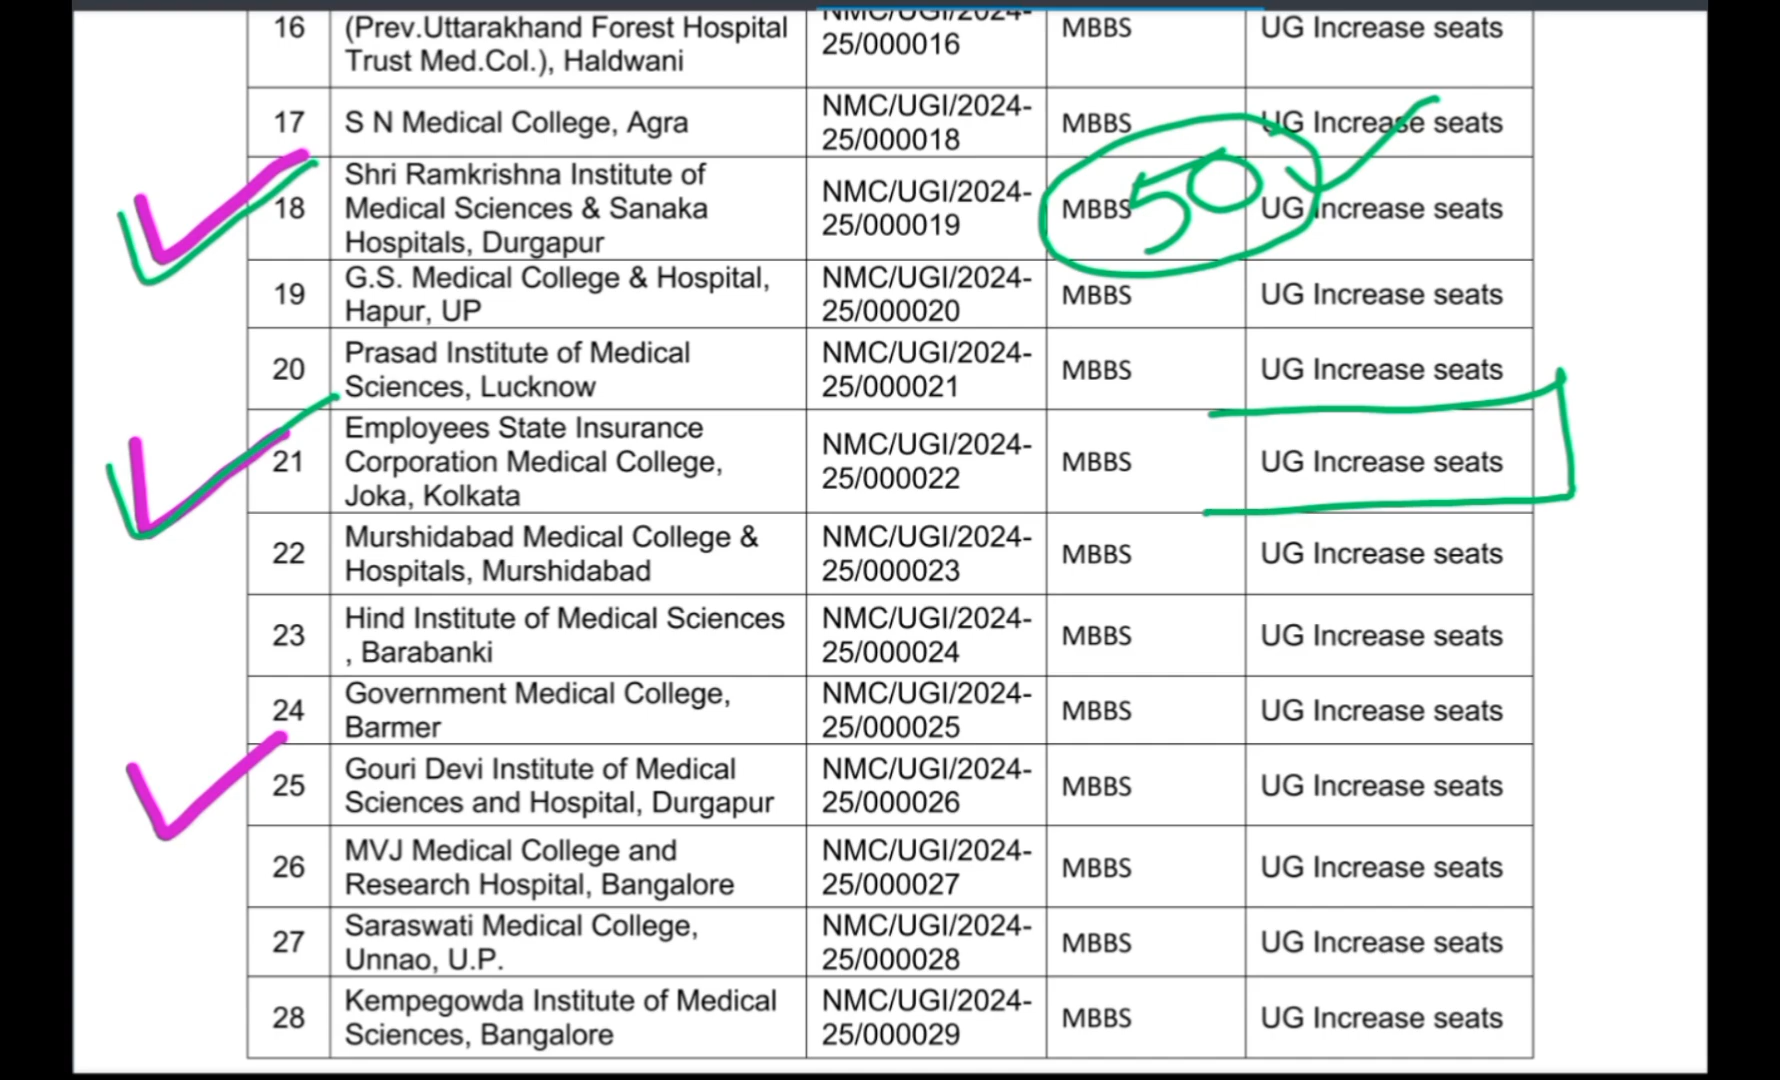 16
(Prev.Uttarakhand Forest Hospital
Trust Med.Col.), Haldwani
NMC/UGI/2024-
25/000016
MBBS
UG Increase seats
17
S N Medical College, Agra
NMC/UGI/2024-
25/000018
MBBS
UG Increase seats
18
Shri Ramkrishna Institute of
Medical Sciences & Sanaka
Hospitals, Durgapur
NMC/UGI/2024-
25/000019
MBBS
50
UG Increase seats
19
G.S. Medical College & Hospital,
Hapur, UP
NMC/UGI/2024-
25/000020
MBBS
UG Increase seats
20
Prasad Institute of Medical
Sciences, Lucknow
NMC/UGI/2024-
25/000021
MBBS
UG Increase seats
21
Employees State Insurance
Corporation Medical College,
Joka, Kolkata
NMC/UGI/2024-
25/000022
MBBS
UG Increase seats
22
Murshidabad Medical College &
Hospitals, Murshidabad
NMC/UGI/2024-
25/000023
MBBS
UG Increase seats
23
Hind Institute of Medical Sciences
, Barabanki
NMC/UGI/2024-
25/000024
MBBS
UG Increase seats
24
Government Medical College,
Barmer
NMC/UGI/2024-
25/000025
MBBS
UG Increase seats
25
Gouri Devi Institute of Medical
Sciences and Hospital, Durgapur
NMC/UGI/2024-
25/000026
MBBS
UG Increase seats
26
MVJ Medical College and
Research Hospital, Bangalore
NMC/UGI/2024-
25/000027
MBBS
UG Increase seats
27
Saraswati Medical College,
Unnao, U.P.
NMC/UGI/2024-
25/000028
MBBS
UG Increase seats
28
Kempegowda Institute of Medical
Sciences, Bangalore
NMC/UGI/2024-
25/000029
MBBS
UG Increase seats